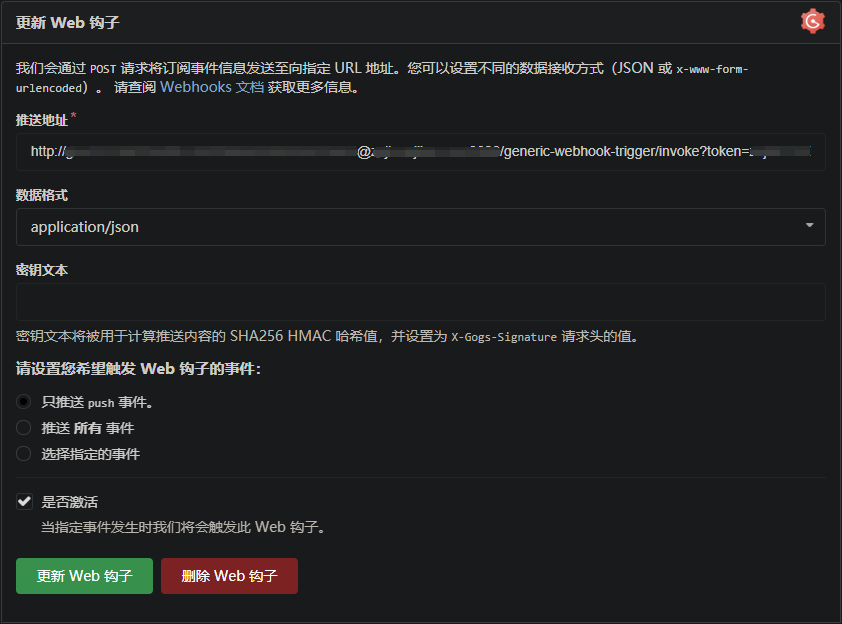 更新 Web 钩子
我们会通过 POST 请求将订阅事件信息发送至向指定 URL 地址。您可以设置不同的数据接收方式（JSON 或 x-www-form-
urlencoded）。 请查阅 Webhooks 文档 获取更多信息。
推送地址*
http:// @ /generic-webhook-trigger/invoke?token=
数据格式
application/json
密钥文本
密钥文本将被用于计算推送内容的 SHA256 HMAC 哈希值，并设置为 X-Gogs-Signature 请求头的值。
请设置您希望触发 Web 钩子的事件：
只推送 push 事件。
推送 所有 事件
选择指定的事件
是否激活
当指定事件发生时我们将会触发此 Web 钩子。
更新 Web 钩子
删除 Web 钩子